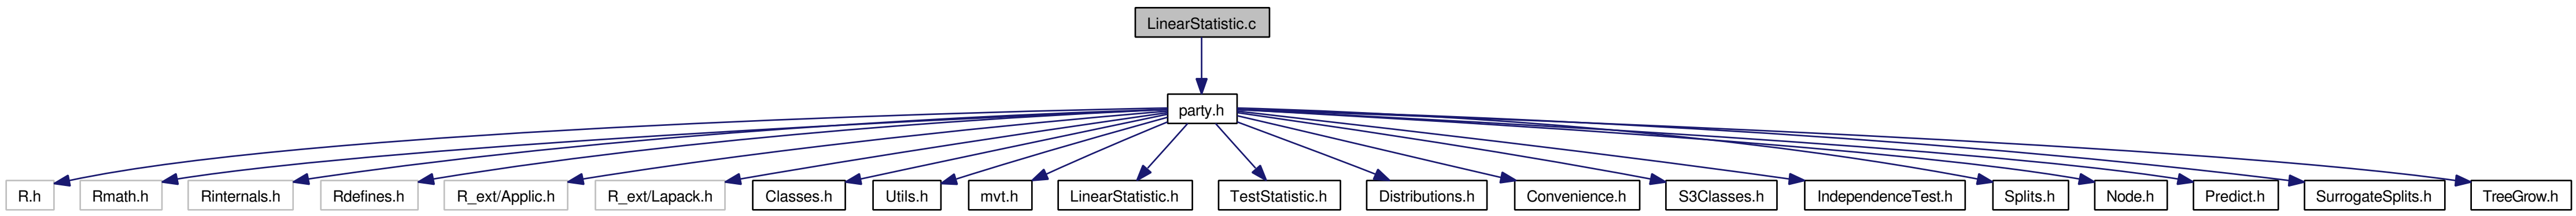 LinearStatistic.c
party.h
R.h
Rmath.h
Rinternals.h
Rdefines.h
R_ext/Applic.h
R_ext/Lapack.h
Classes.h
Utils.h
mvt.h
LinearStatistic.h
TestStatistic.h
Distributions.h
Convenience.h
S3Classes.h
IndependenceTest.h
Splits.h
Node.h
Predict.h
SurrogateSplits.h
TreeGrow.h